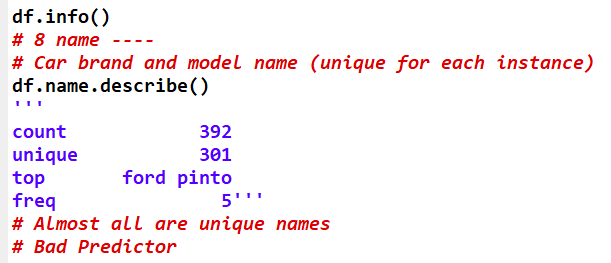 df.info()
# 8 name ----
# Car brand and model name (unique for each instance)
df.name.describe()
'''
count            392
unique           301
top       ford pinto
freq               5'''
# Almost all are unique names
# Bad Predictor